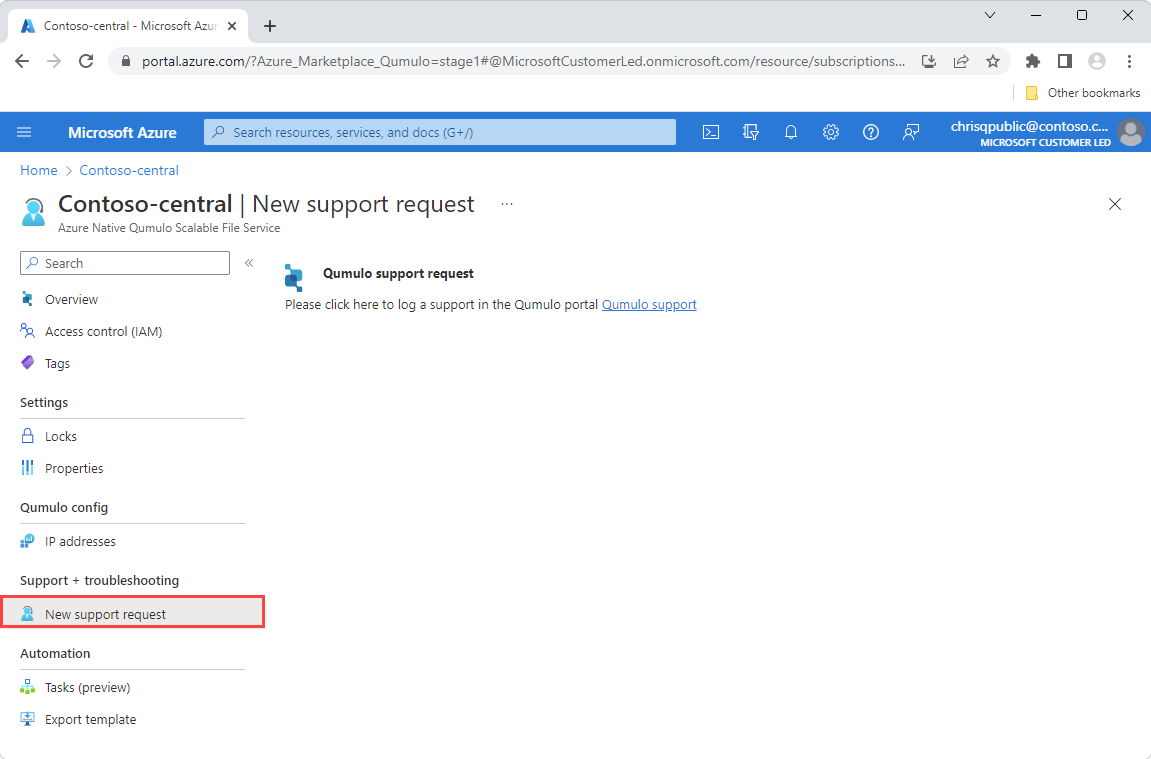 Contoso-central - Microsoft Azur
portal.azure.com/?Azure_Marketplace_Qumulo=stage1#@MicrosoftCustomerLed.onmicrosoft.com/resource/subscriptions...
Other bookmarks
Microsoft Azure
Search resources, services, and docs (G+/)
chrisqpublic@contoso.c...
MICROSOFT CUSTOMER LED
Home > Contoso-central
Contoso-central | New support request ...
Azure Native Qumulo Scalable File Service
Search
«
Overview
Access control (IAM)
Tags
Settings
Locks
Properties
Qumulo config
IP addresses
Support + troubleshooting
New support request
Automation
Tasks (preview)
Export template
Qumulo support request
Please click here to log a support in the Qumulo portal Qumulo support